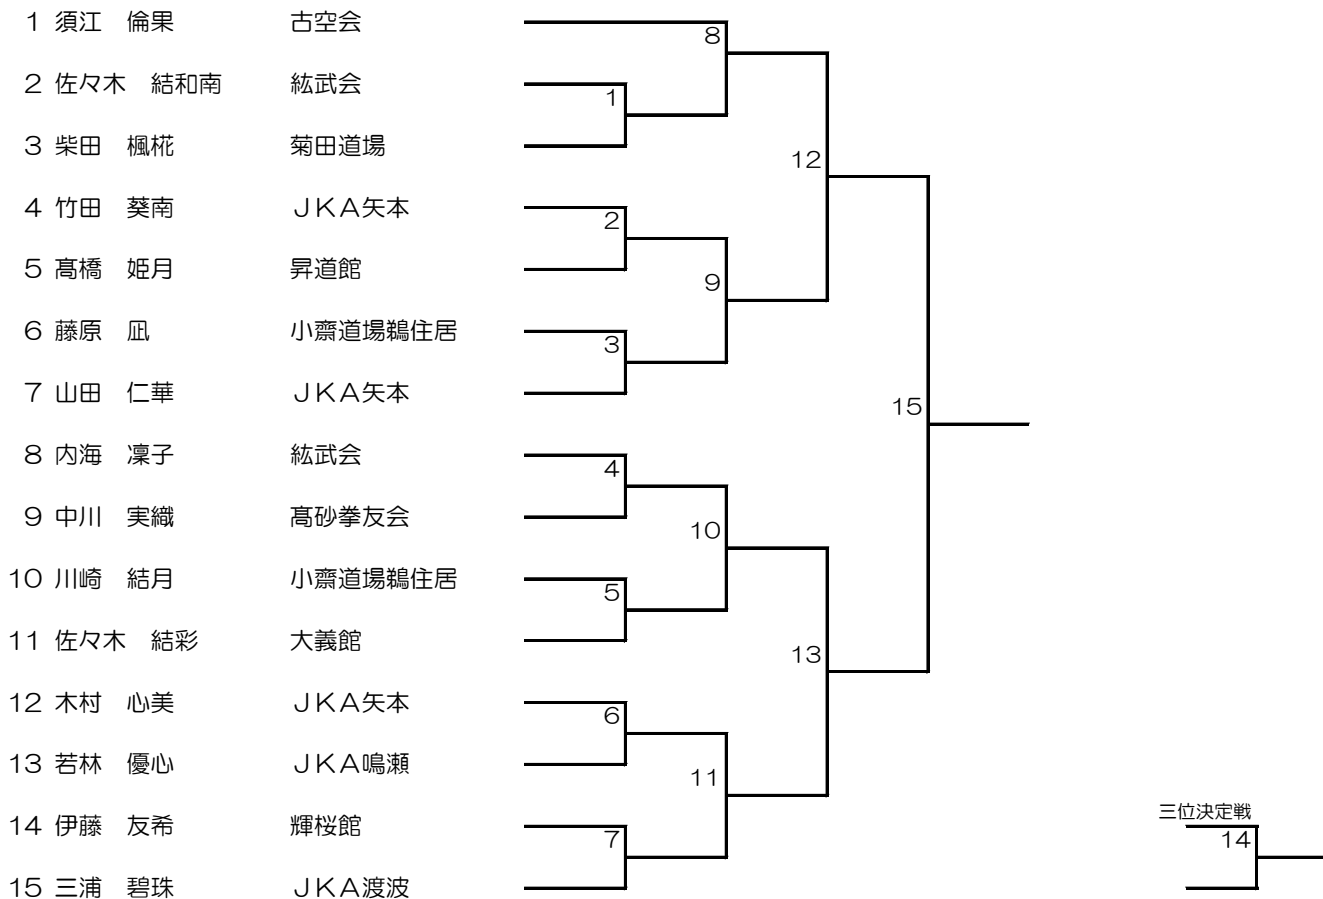 1 須江　倫果 古空会
8
2 佐々木　結和南 紘武会
1
3 柴田　楓椛 菊田道場
12
4 竹田　葵南 ＪＫＡ矢本
2
5 髙橋　姫月 昇道館
9
6 藤原　凪 小齋道場鵜住居
3
7 山田　仁華 ＪＫＡ矢本
15
8 内海　凜子 紘武会
4
9 中川　実織 髙砂拳友会
10
10 川崎　結月 小齋道場鵜住居
5
11 佐々木　結彩 大義館
13
12 木村　心美 ＪＫＡ矢本
6
13 若林　優心 ＪＫＡ鳴瀬
11
三位決定戦
14 伊藤　友希 輝桜館
7
14
15 三浦　碧珠 ＪＫＡ渡波